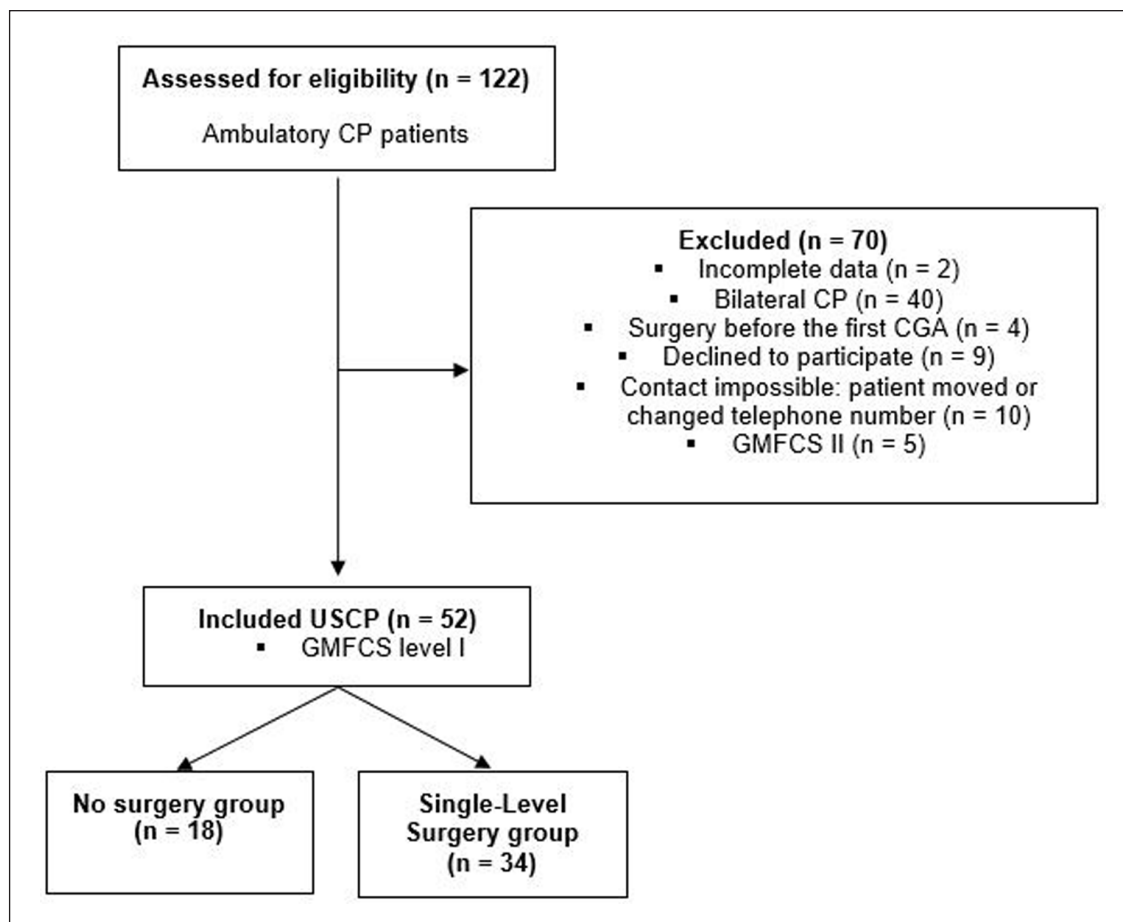 Assessed for eligibility (n = 122)
Ambulatory CP patients
Excluded (n = 70)
▪ Incomplete data (n = 2)
▪ Bilateral CP (n = 40)
▪ Surgery before the first CGA (n = 4)
▪ Declined to participate (n = 9)
▪ Contact impossible: patient moved or
changed telephone number (n = 10)
▪ GMFCS II (n = 5)
Included USCP (n = 52)
▪ GMFCS level I
No surgery group
(n = 18)
Single-Level
Surgery group
(n = 34)